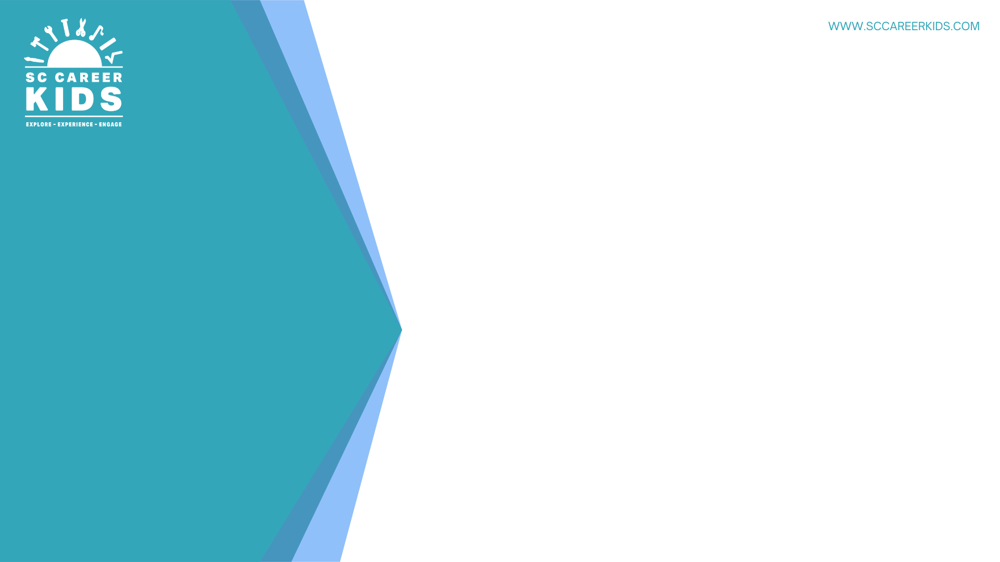 WWW.SCCAREERKIDS.COM
SC CAREER
KIDS
EXPLORE - EXPERIENCE - ENGAGE